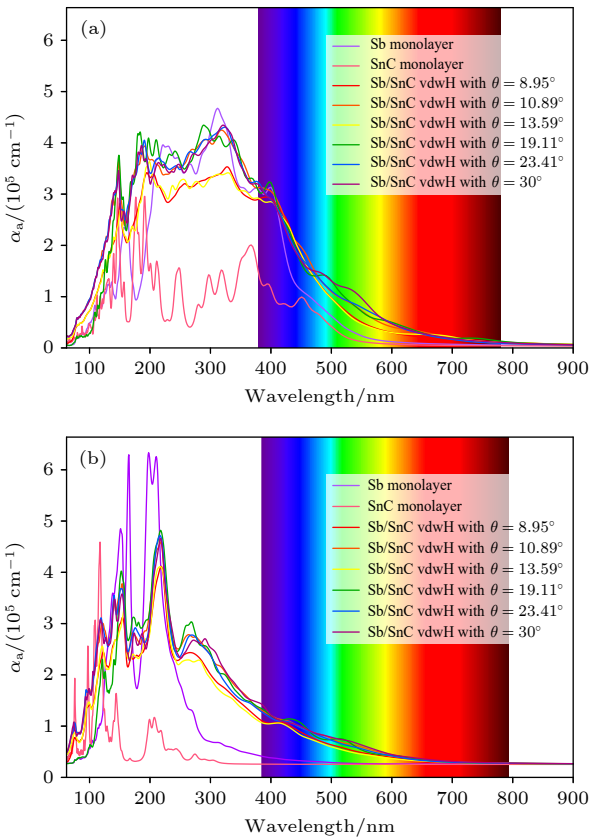 (a)
6
5
4
3
2
1
0
αa/(10⁵ cm⁻¹)
Sb monolayer
SnC monolayer
Sb/SnC vdwH with θ = 8.95°
Sb/SnC vdwH with θ = 10.89°
Sb/SnC vdwH with θ = 13.59°
Sb/SnC vdwH with θ = 19.11°
Sb/SnC vdwH with θ = 23.41°
Sb/SnC vdwH with θ = 30°
100 200 300 400 500 600 700 800 900
Wavelength/nm
(b)
6
5
4
3
2
1
0
αa/(10⁵ cm⁻¹)
Sb monolayer
SnC monolayer
Sb/SnC vdwH with θ = 8.95°
Sb/SnC vdwH with θ = 10.89°
Sb/SnC vdwH with θ = 13.59°
Sb/SnC vdwH with θ = 19.11°
Sb/SnC vdwH with θ = 23.41°
Sb/SnC vdwH with θ = 30°
100 200 300 400 500 600 700 800 900
Wavelength/nm